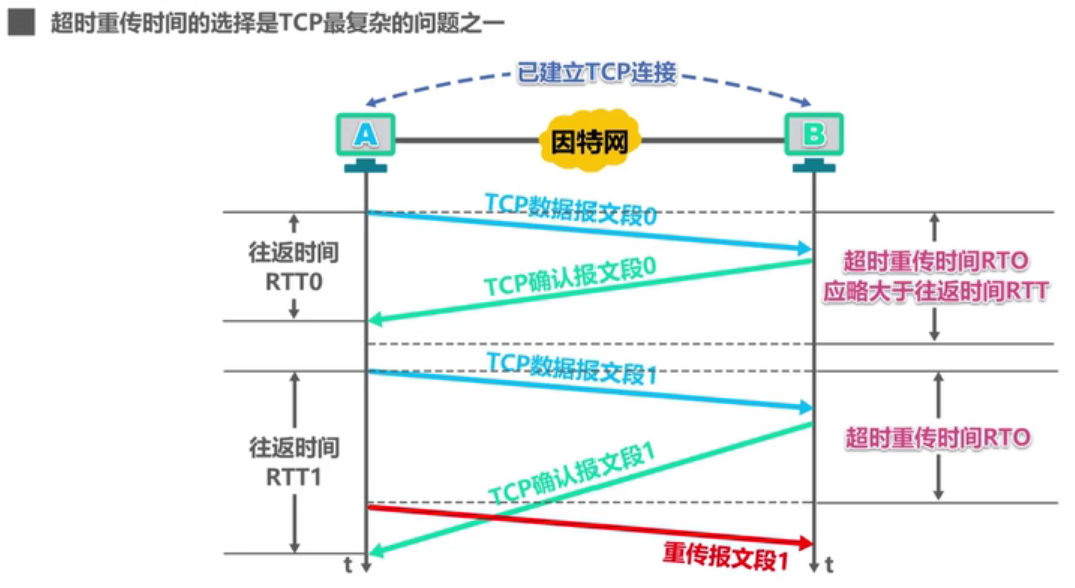 超时重传时间的选择是TCP最复杂的问题之一
已建立TCP连接
A
因特网
B
TCP数据报文段0
往返时间
RTT0
TCP确认报文段0
超时重传时间RTO
应略大于往返时间RTT
TCP数据报文段1
往返时间
RTT1
超时重传时间RTO
TCP确认报文段1
重传报文段1
t
t